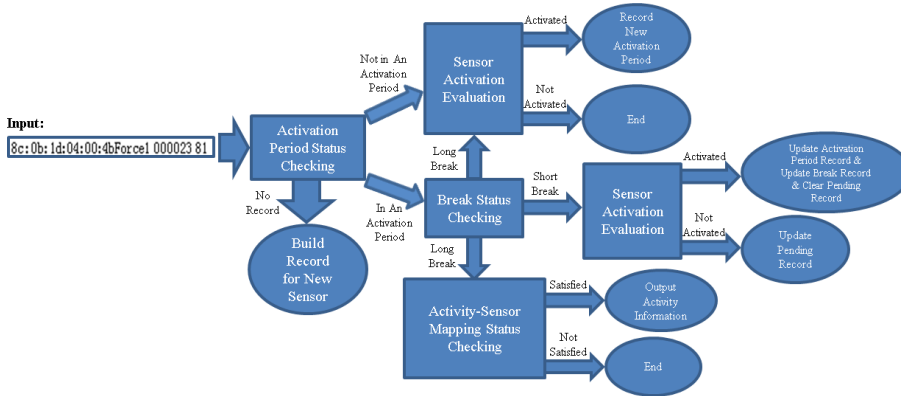 Input:
8c:0b:1d:04:00:4bForce1 000023 81
Activation
Period Status
Checking
No
Record
Build
Record
for New
Sensor
Not in An
Activation
Period
In An
Activation
Period
Sensor
Activation
Evaluation
Activated
Record
New
Activation
Period
Not
Activated
End
Long
Break
Break Status
Checking
Short
Break
Sensor
Activation
Evaluation
Activated
Update Activation
Period Record &
Update Break Record
& Clear Pending
Record
Not
Activated
Update
Pending
Record
Long
Break
Activity-Sensor
Mapping Status
Checking
Satisfied
Output
Activity
Information
Not
Satisfied
End